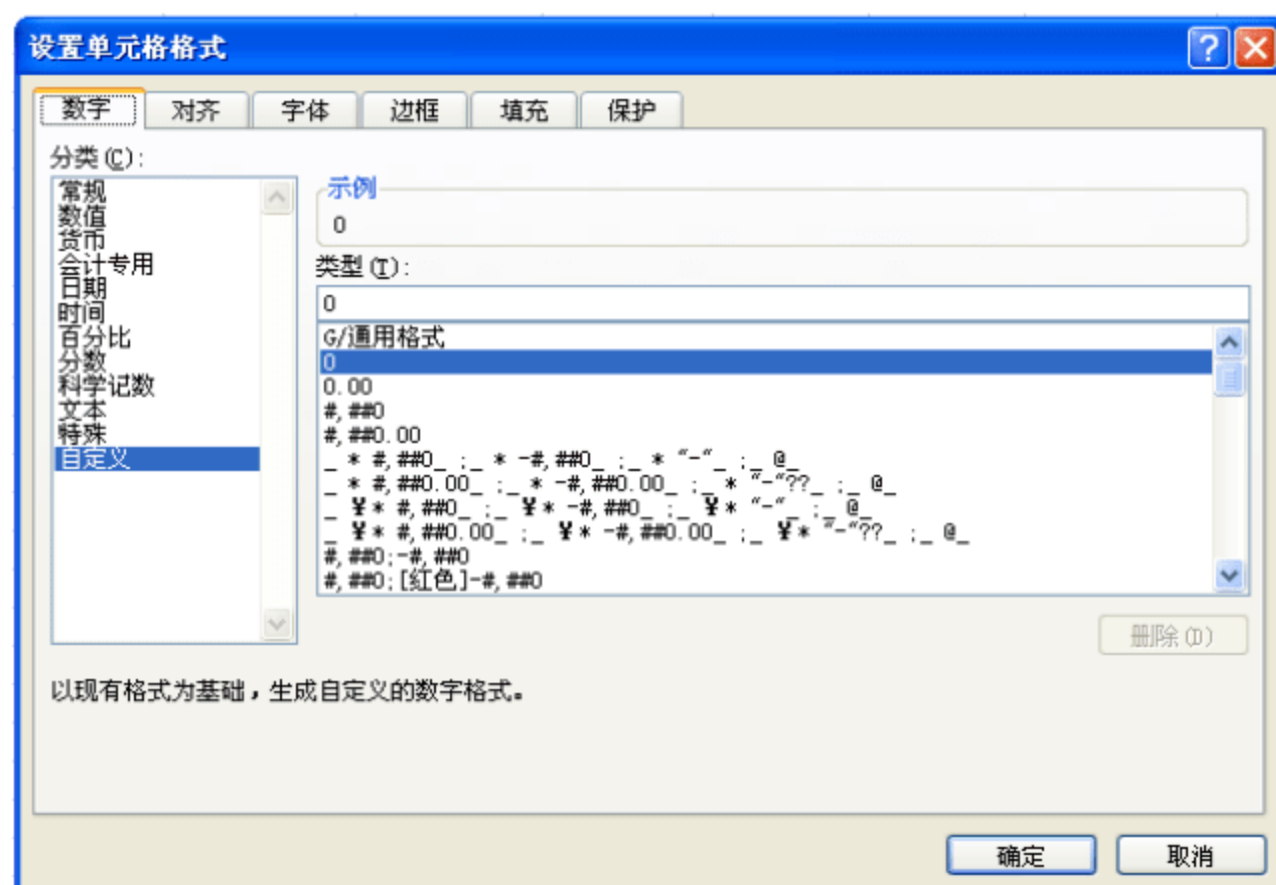 设置单元格格式
数字 对齐 字体 边框 填充 保护
分类(C):
常规
数值
货币
会计专用
日期
时间
百分比
分数
科学记数
文本
特殊
自定义
示例
0
类型(T):
0
G/通用格式
0
0.00
#,##0
#,##0.00
_ * #,##0_ ;_ * -#,##0_ ;_ * "-"_ ;_ @_
_ * #,##0.00_ ;_ * -#,##0.00_ ;_ * "-"??_ ;_ @_
_ ¥* #,##0_ ;_ ¥* -#,##0_ ;_ ¥* "-"_ ;_ @_
_ ¥* #,##0.00_ ;_ ¥* -#,##0.00_ ;_ ¥* "-"??_ ;_ @_
#,##0;-#,##0
#,##0;[红色]-#,##0
删除(D)
以现有格式为基础，生成自定义的数字格式。
确定 取消